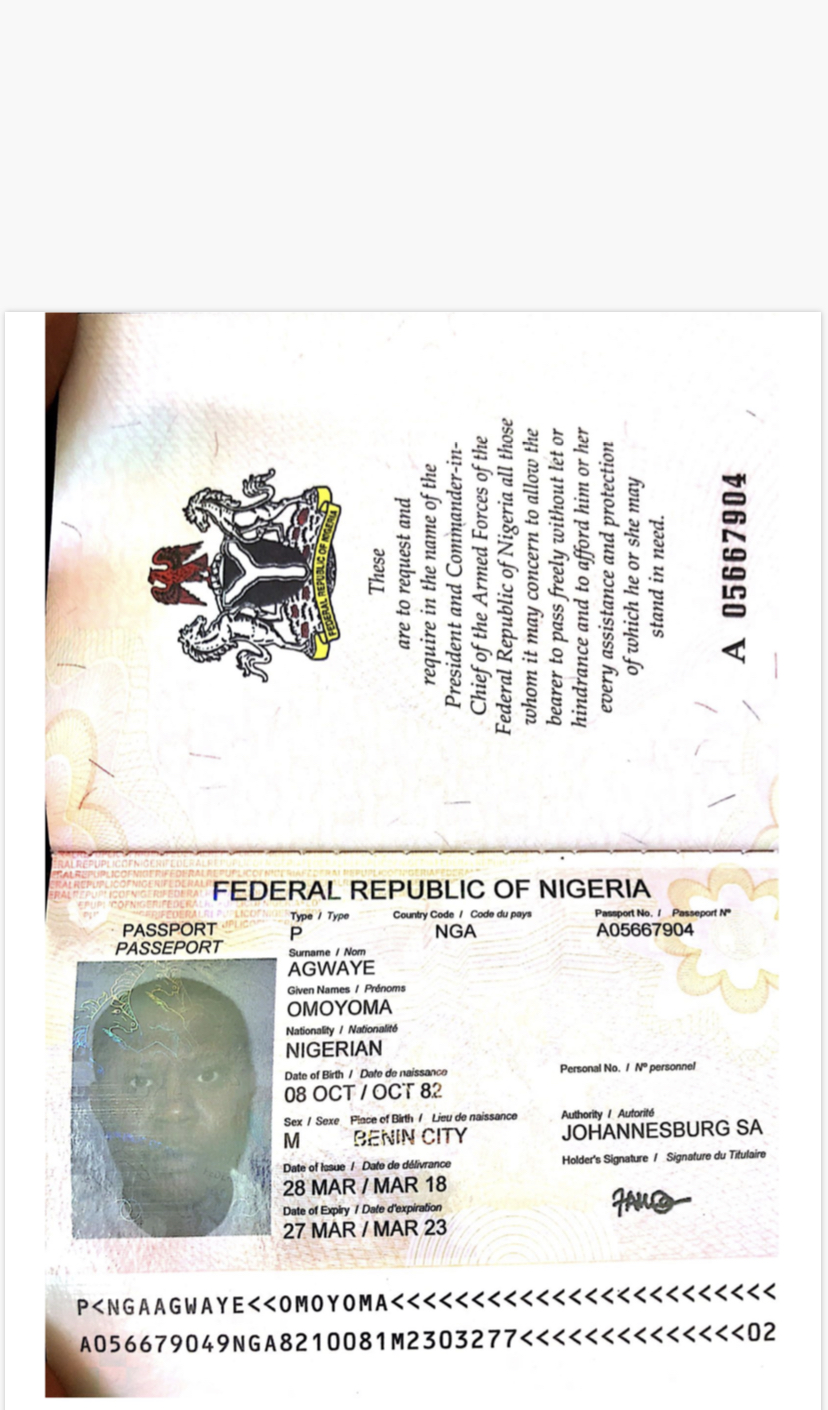 FEDERAL REPUBLIC OF NIGERIA
These
are to request and
require in the name of the
President and Commander-in-
Chief of the Armed Forces of the
Federal Republic of Nigeria all those
whom it may concern to allow the
bearer to pass freely without let or
hindrance and to afford him or her
every assistance and protection
of which he or she may
stand in need.
A 05667904
FEDERAL REPUBLIC OF NIGERIA
PASSPORT
PASSEPORT
Type / Type
P
Country Code / Code du pays
NGA
Passport No. / Passeport Nº
A05667904
Surname / Nom
AGWAYE
Given Names / Prénoms
OMOYOMA
Nationality / Nationalité
NIGERIAN
Date of Birth / Date de naissance
08 OCT / OCT 82
Personal No. / Nº personnel
Sex / Sexe
M
Place of Birth / Lieu de naissance
BENIN CITY
Authority / Autorité
JOHANNESBURG SA
Date of Issue / Date de délivrance
28 MAR / MAR 18
Holder's Signature / Signature du Titulaire
Date of Expiry / Date d'expiration
27 MAR / MAR 23
P<NGAAGWAYE<<OMOYOMA<<<<<<<<<<<<<<<<<<<<<<<<
A056679049NGA8210081M2303277<<<<<<<<<<<<<<02